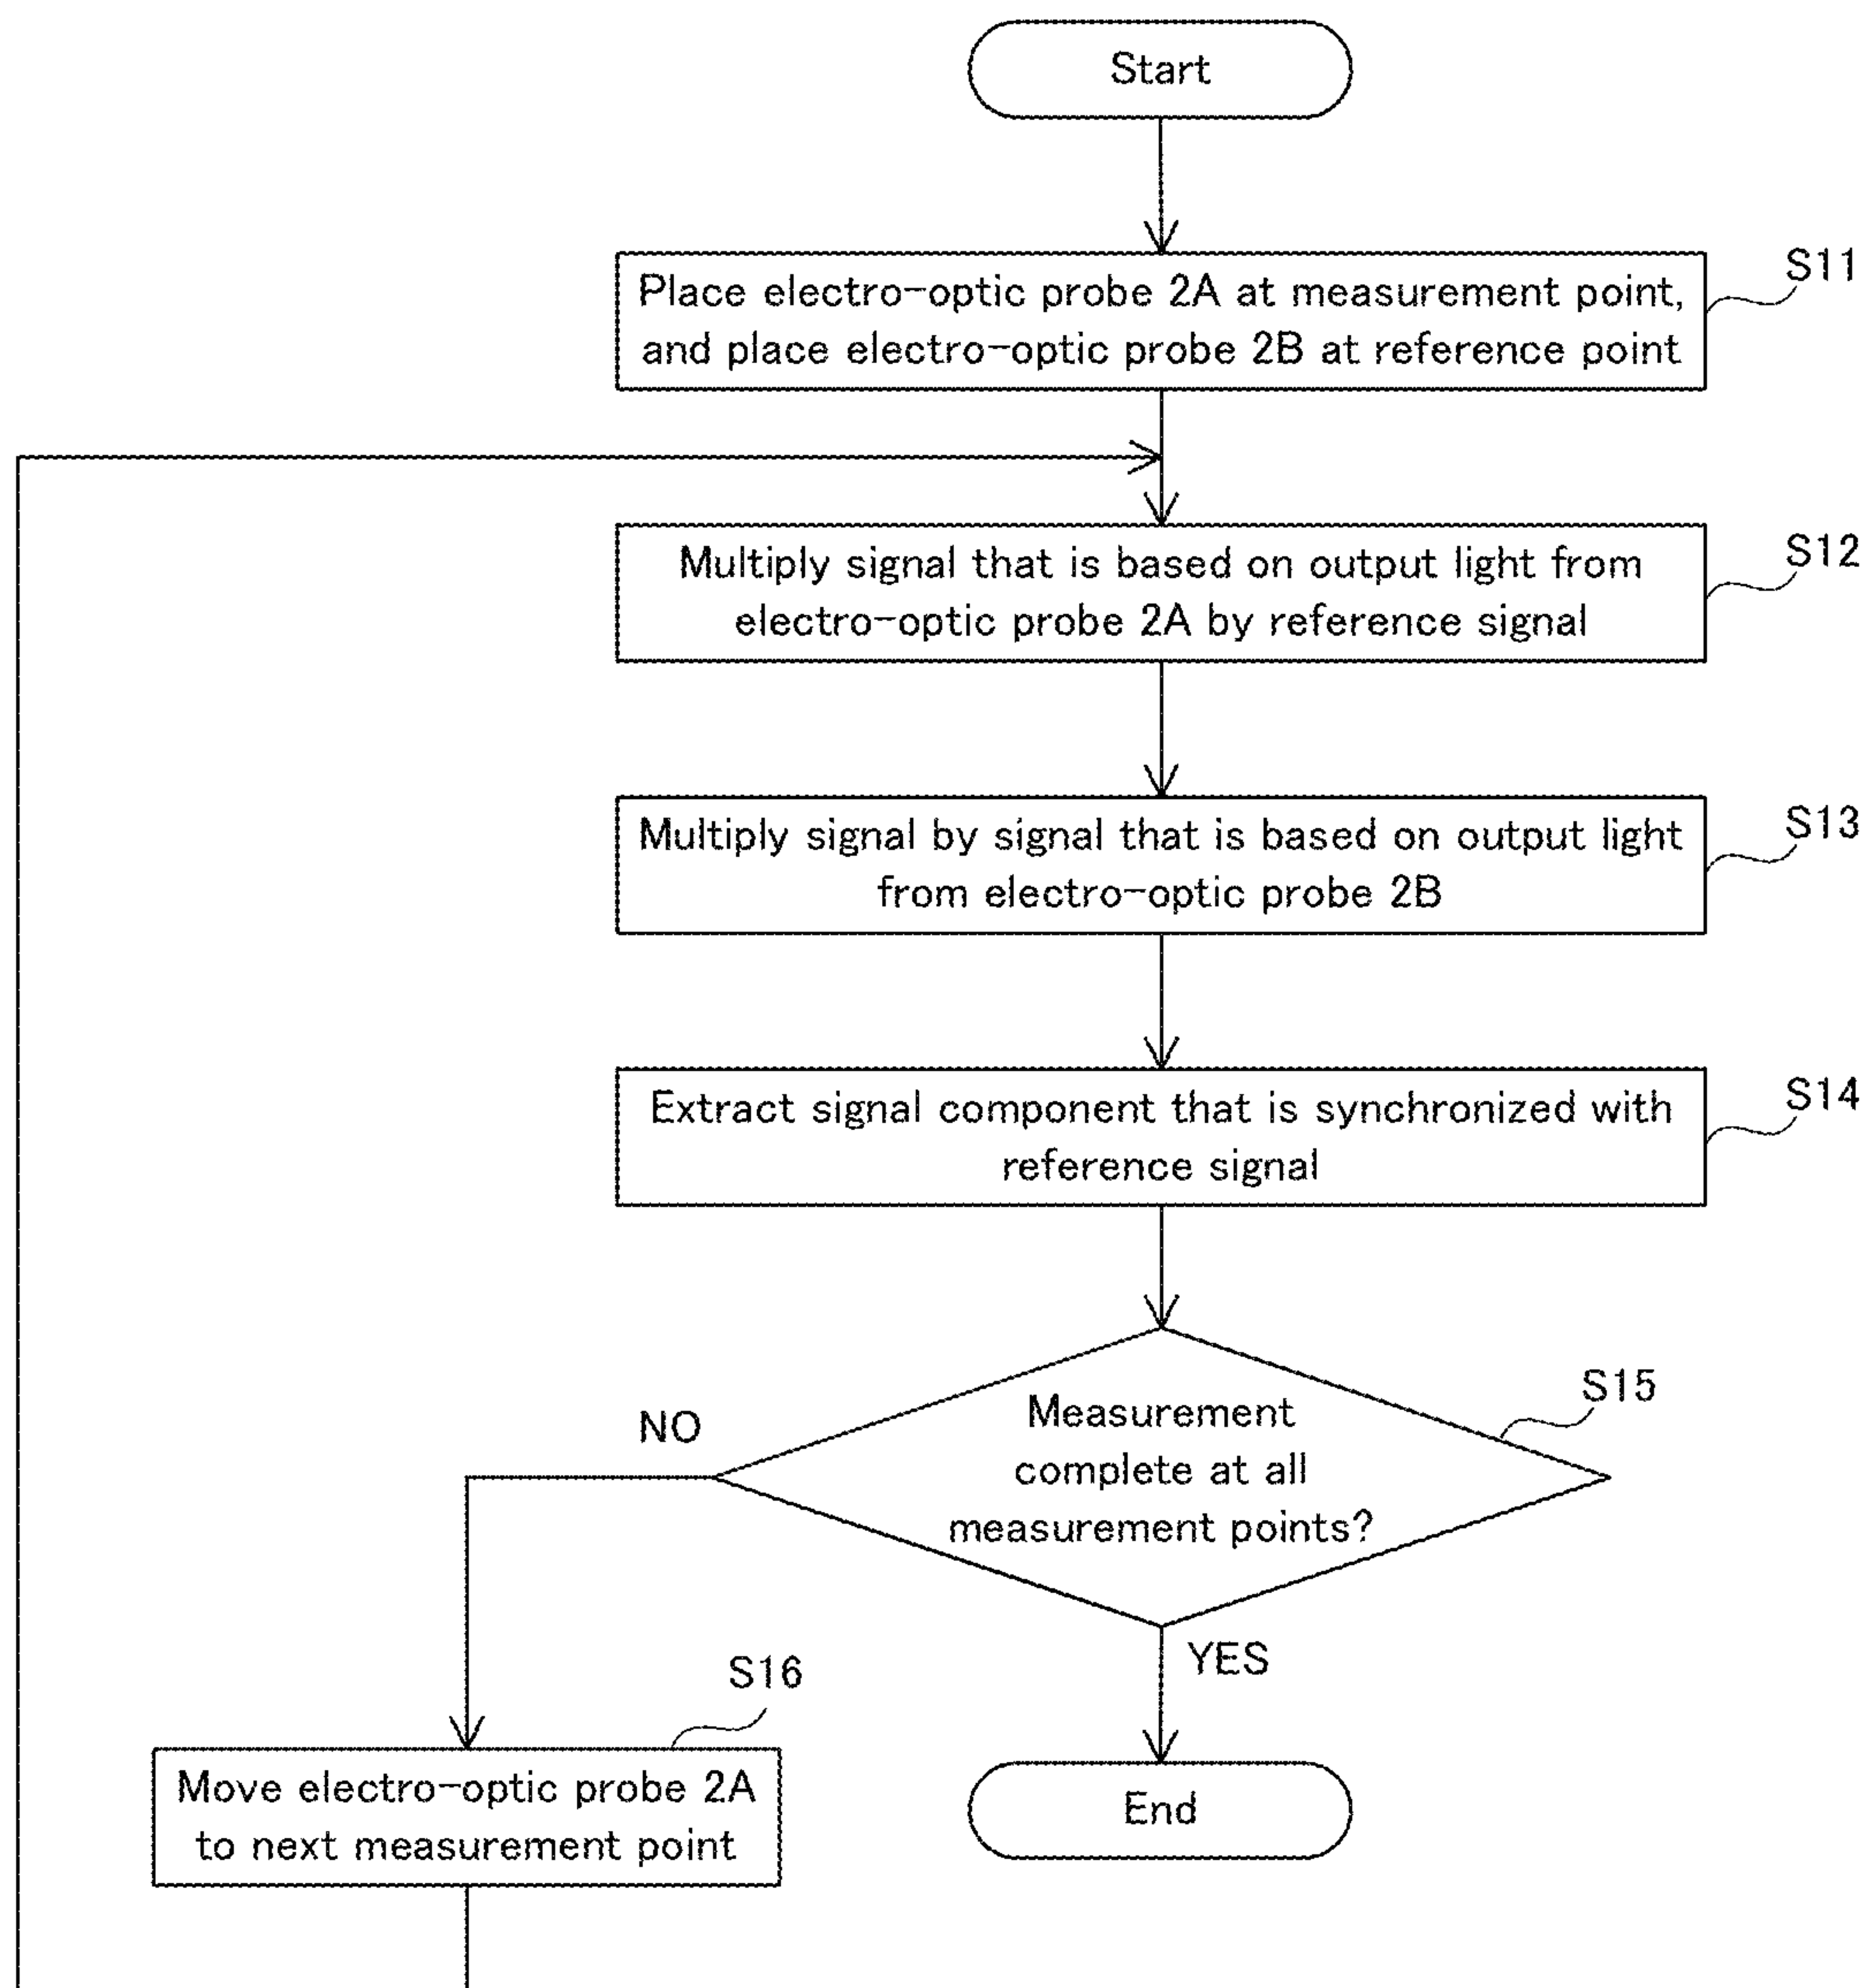 Start
Place electro-optic probe 2A at measurement point,
and place electro-optic probe 2B at reference point
S11
Multiply signal that is based on output light from
electro-optic probe 2A by reference signal
S12
Multiply signal by signal that is based on output light
from electro-optic probe 2B
S13
Extract signal component that is synchronized with
reference signal
S14
Measurement
complete at all
measurement points?
S15
NO
YES
S16
Move electro-optic probe 2A
to next measurement point
End